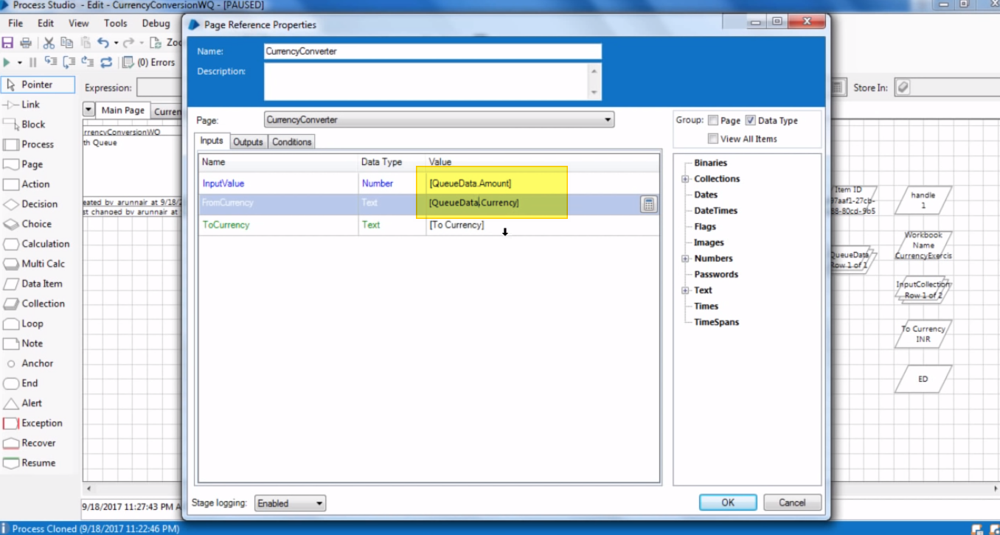 Process Studio - Edit - CurrencyConversionWQ - [PAUSED]
File Edit View Tools Debug
Zoo
(0) Errors
Pointer
Link
Block
Process
Page
Action
Decision
Choice
Calculation
Multi Calc
Data Item
Collection
Loop
Note
Anchor
End
Alert
Exception
Recover
Resume
Expression:
Store In:
Main Page Curren
rrencyConversionWQ
th Queue
eated by arunnair at 9/18/2
st changed by arunnair at
Page Reference Properties
Name: CurrencyConverter
Description:
Page: CurrencyConverter
Group: Page Data Type
View All Items
Inputs Outputs Conditions
Name Data Type Value
InputValue Number [QueueData.Amount]
FromCurrency Text [QueueData.Currency]
ToCurrency Text [To Currency]
Binaries
Collections
Dates
DateTimes
Flags
Images
Numbers
Passwords
Text
Times
TimeSpans
Stage logging: Enabled
OK Cancel
Item ID
97aaf1-27cb-
88-80cd-9b5
handle
1
Workbook
Name
CurrencyExercis
QueueData
Row 1 of 1
InputCollection
Row 1 of 2
To Currency
INR
ED
9/18/2017 11:27:43 PM A
Process Cloned (9/18/2017 11:22:46 PM)